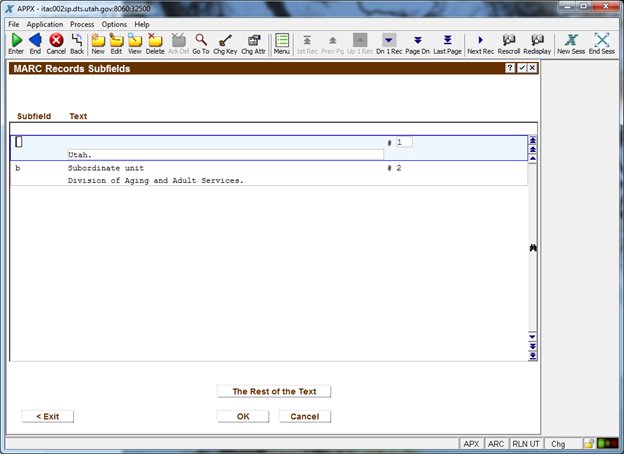 APPX - itac002sp.dts.utah.gov:8060:32500
File Application Process Options Help
Enter End Cancel Back New Edit View Delete Ack Del Go To Chg Key Chg Attr Menu 1st Rec Prev Pg Up 1 Rec Dn 1 Rec Page Dn Last Page Next Rec Rescroll Redisplay New Sess End Sess
MARC Records Subfields ?
Subfield Text
# 1
Utah.
b Subordinate unit # 2
Division of Aging and Adult Services.
The Rest of the Text
< Exit OK Cancel
APX ARC RLN UT Chg